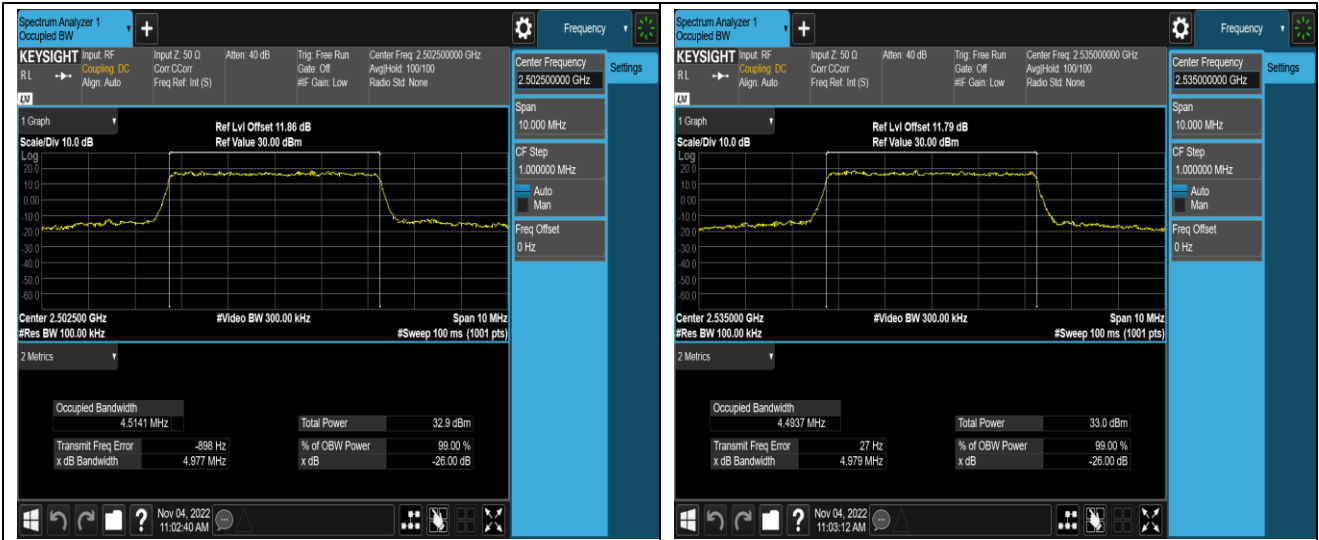 Spectrum Analyzer 1
Occupied BW
Frequency
KEYSIGHT Input: RF Input Z: 50 Ω Atten: 40 dB Trig: Free Run Center Freq: 2.502500000 GHz
Coupling: DC Corr CCorr Gate: Off Avg|Hold: 100/100
RL Align: Auto Freq Ref: Int (S) #IF Gain: Low Radio Std: None
LXI
Center Frequency
2.502500000 GHz
Settings
Span
10.000 MHz
CF Step
1.000000 MHz
Auto
Man
Freq Offset
0 Hz
1 Graph
Ref Lvl Offset 11.86 dB
Scale/Div 10.0 dB Ref Value 30.00 dBm
Log
20.0
10.0
0.00
-10.0
-20.0
-30.0
-40.0
-50.0
-60.0
Center 2.502500 GHz #Video BW 300.00 kHz Span 10 MHz
#Res BW 100.00 kHz #Sweep 100 ms (1001 pts)
2 Metrics
Occupied Bandwidth
4.5141 MHz Total Power 32.9 dBm
Transmit Freq Error -898 Hz % of OBW Power 99.00 %
x dB Bandwidth 4.977 MHz x dB -26.00 dB
?
Nov 04, 2022
11:02:40 AM
Spectrum Analyzer 1
Occupied BW
Frequency
KEYSIGHT Input: RF Input Z: 50 Ω Atten: 40 dB Trig: Free Run Center Freq: 2.535000000 GHz
Coupling: DC Corr CCorr Gate: Off Avg|Hold: 100/100
RL Align: Auto Freq Ref: Int (S) #IF Gain: Low Radio Std: None
LXI
Center Frequency
2.535000000 GHz
Settings
Span
10.000 MHz
CF Step
1.000000 MHz
Auto
Man
Freq Offset
0 Hz
1 Graph
Ref Lvl Offset 11.79 dB
Scale/Div 10.0 dB Ref Value 30.00 dBm
Log
20.0
10.0
0.00
-10.0
-20.0
-30.0
-40.0
-50.0
-60.0
Center 2.535000 GHz #Video BW 300.00 kHz Span 10 MHz
#Res BW 100.00 kHz #Sweep 100 ms (1001 pts)
2 Metrics
Occupied Bandwidth
4.4937 MHz Total Power 33.0 dBm
Transmit Freq Error 27 Hz % of OBW Power 99.00 %
x dB Bandwidth 4.979 MHz x dB -26.00 dB
?
Nov 04, 2022
11:03:12 AM